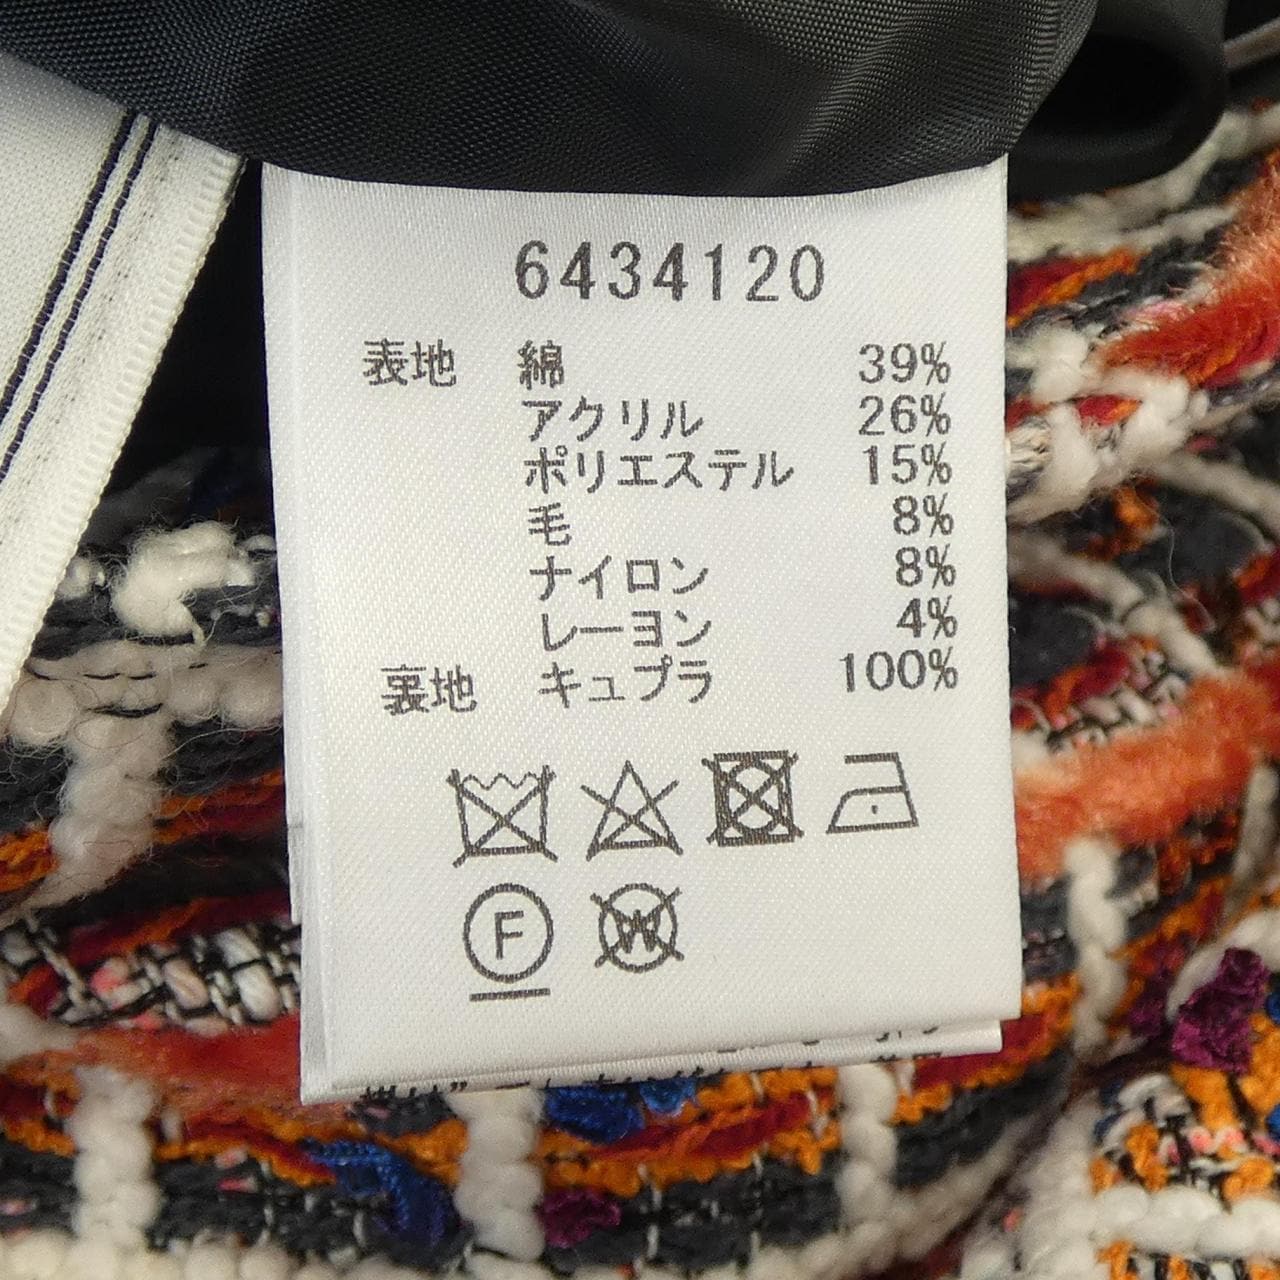 6434120
表地 綿 39%
アクリル 26%
ポリエステル 15%
毛 8%
ナイロン 8%
レーヨン 4%
裏地 キュプラ 100%
F W